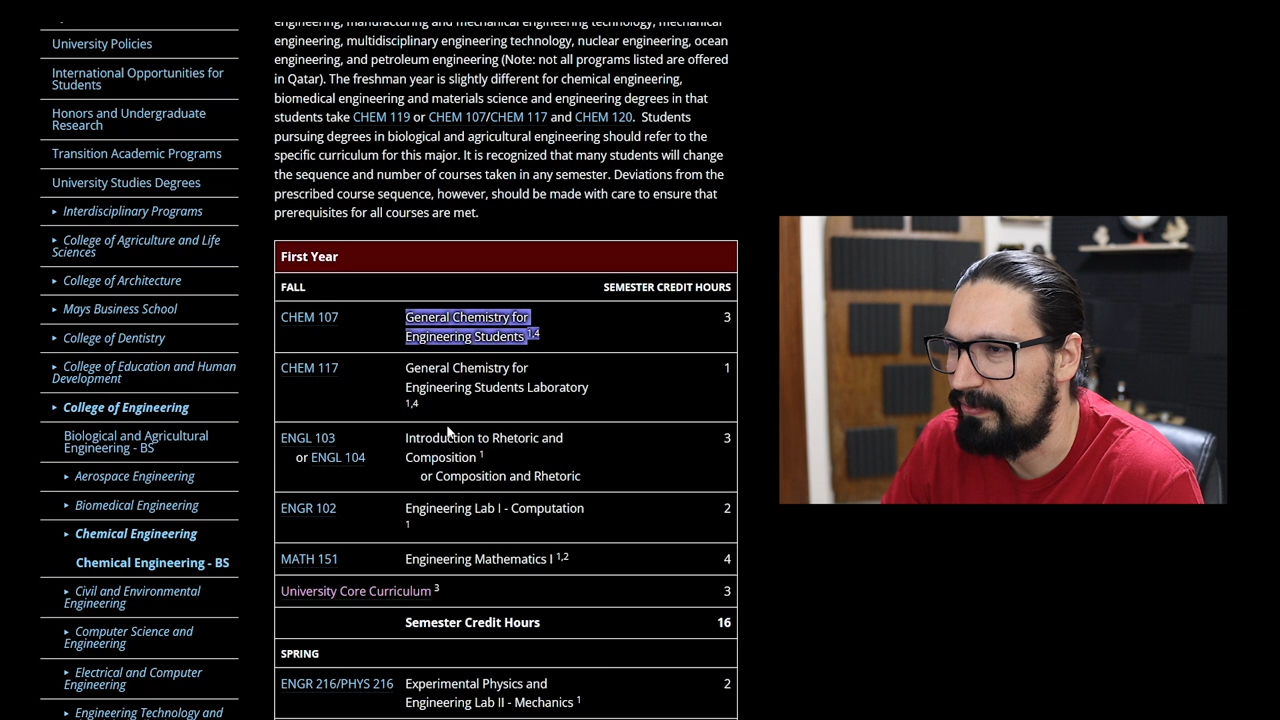 University Policies
International Opportunities for
Students
Honors and Undergraduate
Research
Transition Academic Programs
University Studies Degrees
Interdisciplinary Programs
College of Agriculture and Life
Sciences
College of Architecture
Mays Business School
College of Dentistry
College of Education and Human
Development
College of Engineering
Biological and Agricultural
Engineering - BS
Aerospace Engineering
Biomedical Engineering
Chemical Engineering
Chemical Engineering - BS
Civil and Environmental
Engineering
Computer Science and
Engineering
Electrical and Computer
Engineering
Engineering Technology and
engineering, manufacturing and mechanical engineering technology, mechanical
engineering, multidisciplinary engineering technology, nuclear engineering, ocean
engineering, and petroleum engineering (Note: not all programs listed are offered
in Qatar). The freshman year is slightly different for chemical engineering,
biomedical engineering and materials science and engineering degrees in that
students take CHEM 119 or CHEM 107/CHEM 117 and CHEM 120. Students
pursuing degrees in biological and agricultural engineering should refer to the
specific curriculum for this major. It is recognized that many students will change
the sequence and number of courses taken in any semester. Deviations from the
prescribed course sequence, however, should be made with care to ensure that
prerequisites for all courses are met.
First Year
FALL SEMESTER CREDIT HOURS
CHEM 107 General Chemistry for 3
Engineering Students 1,4
CHEM 117 General Chemistry for 1
Engineering Students Laboratory
1,4
ENGL 103 Introduction to Rhetoric and 3
or ENGL 104 Composition 1
or Composition and Rhetoric
ENGR 102 Engineering Lab I - Computation 2
1
MATH 151 Engineering Mathematics I 1,2 4
University Core Curriculum 3 3
Semester Credit Hours 16
SPRING
ENGR 216/PHYS 216 Experimental Physics and 2
Engineering Lab II - Mechanics 1